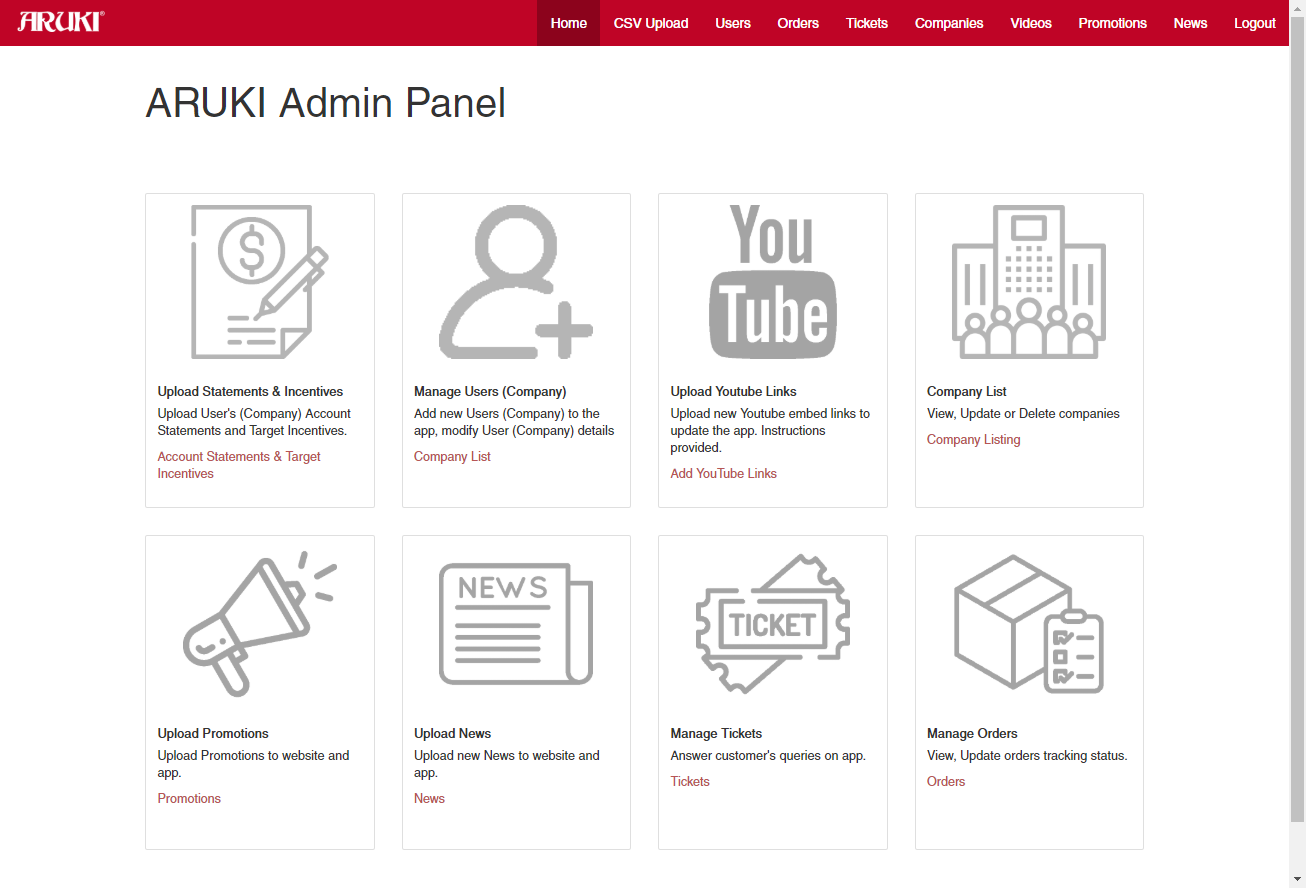 ARUKI®
Home CSV Upload Users Orders Tickets Companies Videos Promotions News Logout
ARUKI Admin Panel
$
Upload Statements & Incentives
Upload User's (Company) Account
Statements and Target Incentives.
Account Statements & Target
Incentives
Manage Users (Company)
Add new Users (Company) to the
app, modify User (Company) details
Company List
You
Tube
Upload Youtube Links
Upload new Youtube embed links to
update the app. Instructions
provided.
Add YouTube Links
Company List
View, Update or Delete companies
Company Listing
Upload Promotions
Upload Promotions to website and
app.
Promotions
NEWS
Upload News
Upload new News to website and
app.
News
TICKET
Manage Tickets
Answer customer's queries on app.
Tickets
Manage Orders
View, Update orders tracking status.
Orders